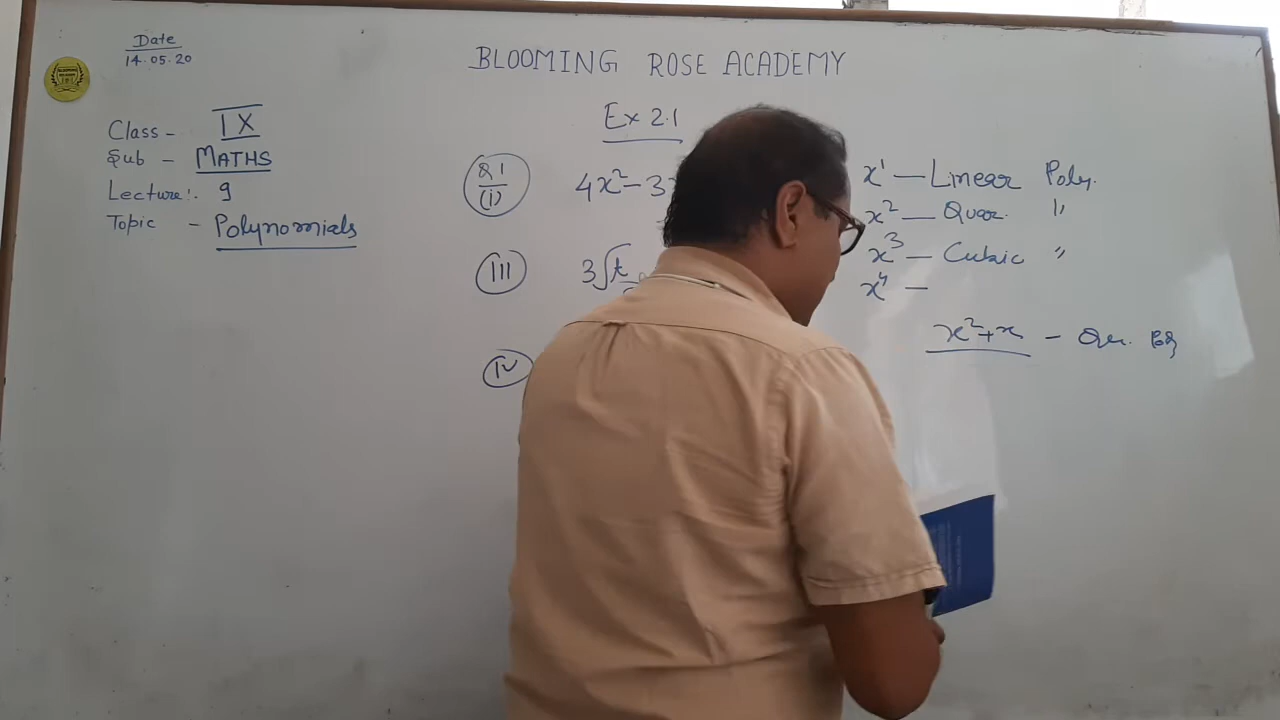 Date
14.05.20
BLOOMING ROSE ACADEMY
Class - IX
Sub - MATHS
Lecture:- 9
Topic - Polynomials
Ex 2.1
Q1
(i) 4x² - 3
(III) 3√t
(IV)
x¹ — Linear Poly.
x² — Quar. "
x³ — Cubic "
x⁴ —
x²+x - Qu.